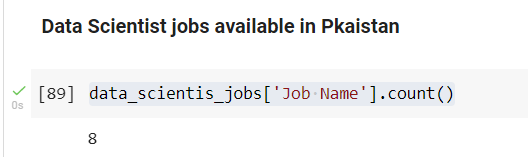 Data Scientist jobs available in Pkaistan
[89] data_scientis_jobs['Job Name'].count()
0s
8